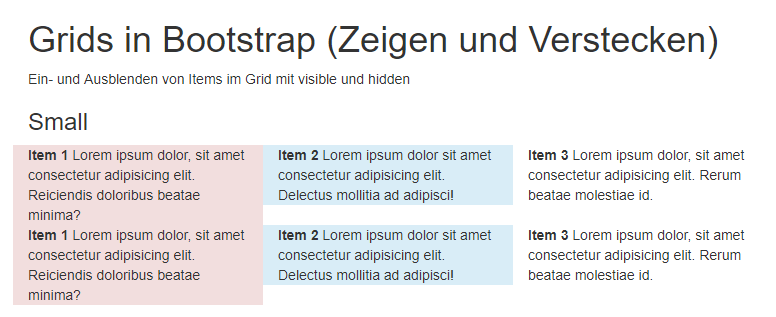 Grids in Bootstrap (Zeigen und Verstecken)
Ein- und Ausblenden von Items im Grid mit visible und hidden
Small
Item 1 Lorem ipsum dolor, sit amet
consectetur adipisicing elit.
Reiciendis doloribus beatae
minima?
Item 2 Lorem ipsum dolor sit amet
consectetur adipisicing elit.
Delectus mollitia ad adipisci!
Item 3 Lorem ipsum dolor, sit amet
consectetur adipisicing elit. Rerum
beatae molestiae id.
Item 1 Lorem ipsum dolor, sit amet
consectetur adipisicing elit.
Reiciendis doloribus beatae
minima?
Item 2 Lorem ipsum dolor sit amet
consectetur adipisicing elit.
Delectus mollitia ad adipisci!
Item 3 Lorem ipsum dolor, sit amet
consectetur adipisicing elit. Rerum
beatae molestiae id.